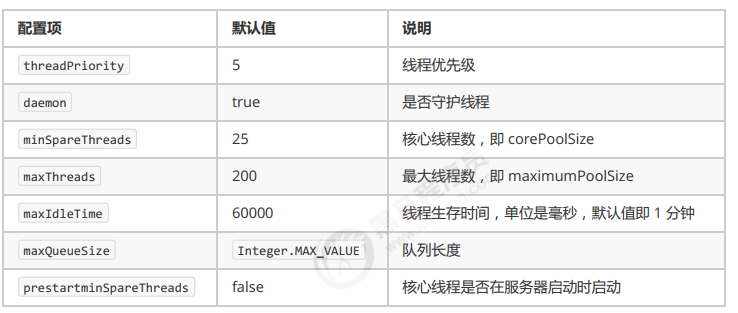 配置项 默认值 说明
threadPriority 5 线程优先级
daemon true 是否守护线程
minSpareThreads 25 核心线程数，即 corePoolSize
maxThreads 200 最大线程数，即 maximumPoolSize
maxIdleTime 60000 线程生存时间，单位是毫秒，默认值即 1 分钟
maxQueueSize Integer.MAX_VALUE 队列长度
prestartminSpareThreads false 核心线程是否在服务器启动时启动